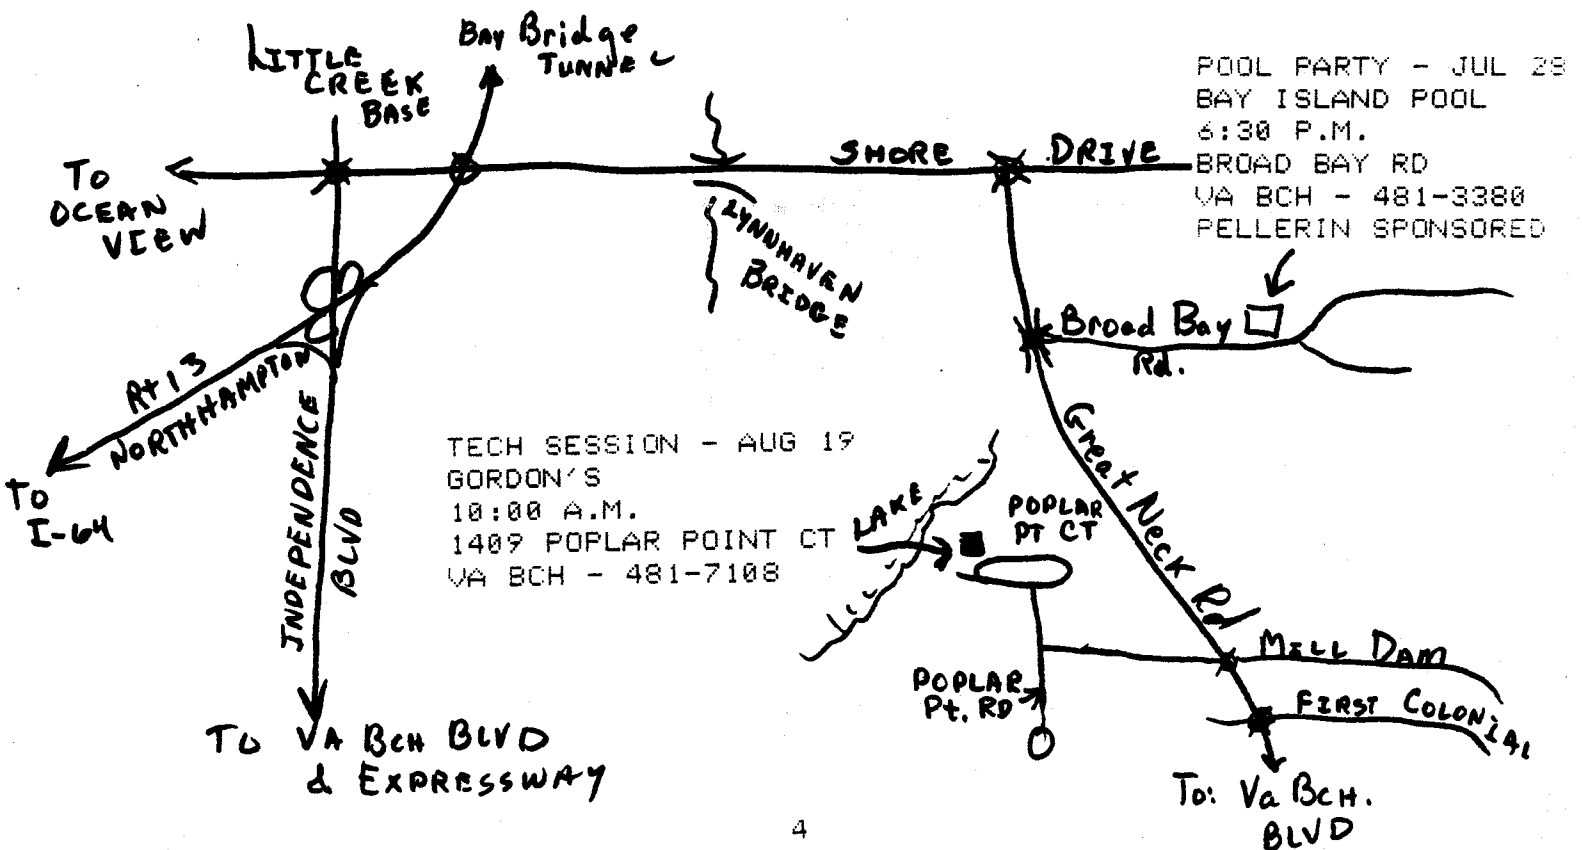 LITTLE
CREEK
BASE
BAY Bridge
TUNNEL
POOL PARTY - JUL 28
BAY ISLAND POOL
6:30 P.M.
BROAD BAY RD
VA BCH - 481-3380
PELLERIN SPONSORED
To
OCEAN
VIEW
SHORE DRIVE
LYNNHAVEN
BRIDGE
Broad Bay
Rd.
Rt 13
NORTHHAMPTON
To
I-64
INDEPENDENCE
BLVD
TECH SESSION - AUG 19
GORDON'S
10:00 A.M.
1409 POPLAR POINT CT
VA BCH - 481-7108
LAKE
POPLAR
PT CT
Great Neck Rd
MILL DAM
POPLAR
Pt. RD
FIRST COLONIAL
To VA BCH BLVD
& EXPRESSWAY
To: Va BCH.
BLVD
4